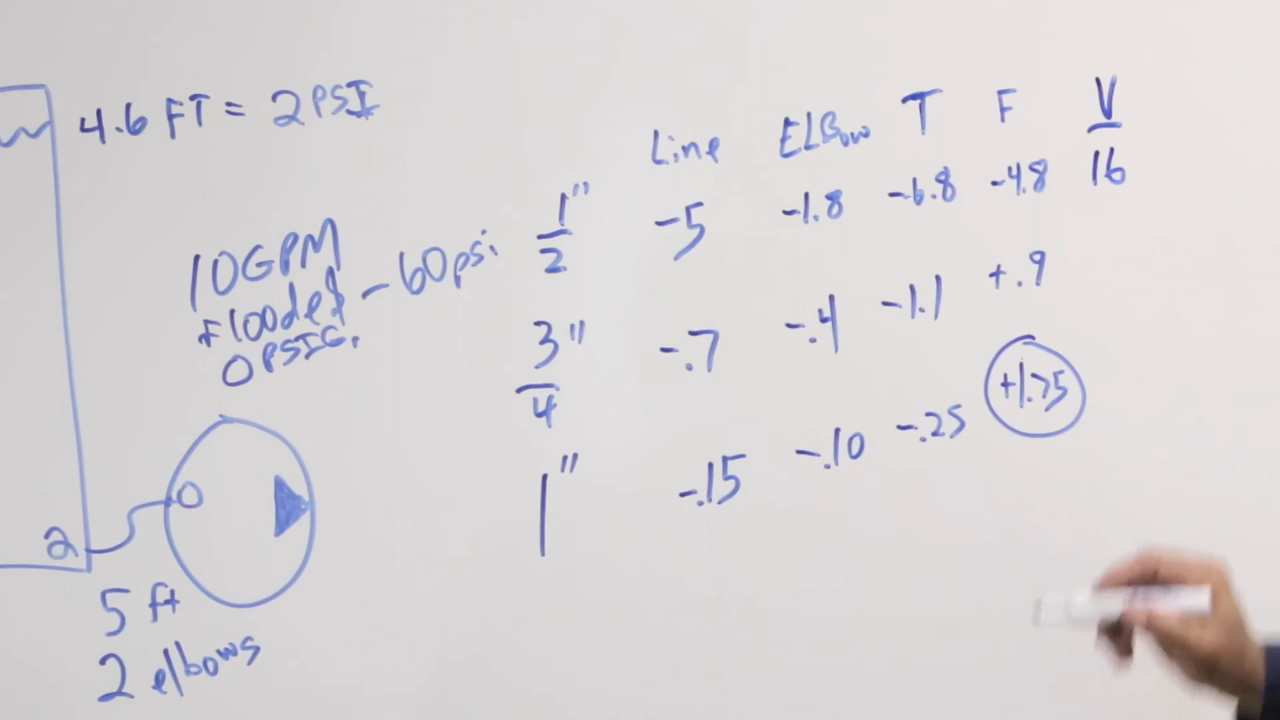 4.6 FT = 2 PSI
10 GPM - 60 psi
flooded
0 PSIG.
0
2
5 ft
2 elbows
Line ELBow T F V
1/2" -5 -1.8 -6.8 -4.8 16
3/4" -.7 -.4 -1.1 +.9
1" -.15 -.10 -.25 +1.75